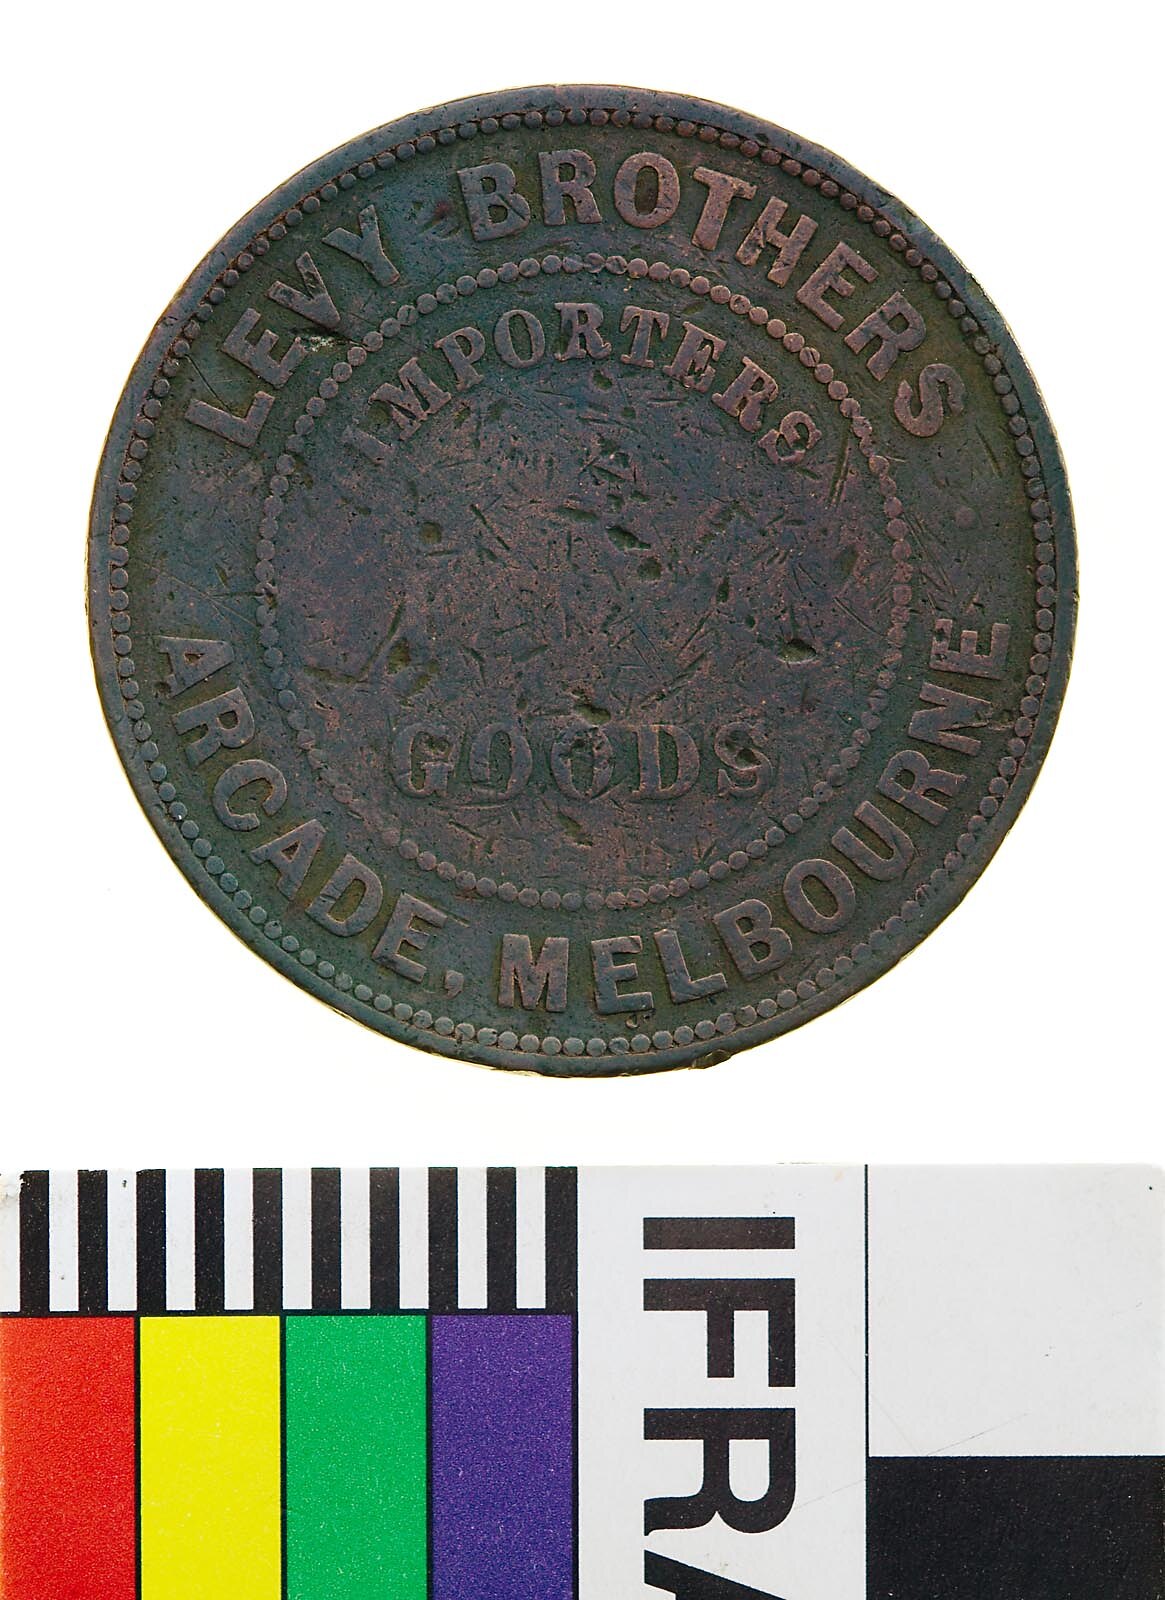 LEVY BROTHERS
IMPORTERS
GOODS
ARCADE, MELBOURNE
IFRA